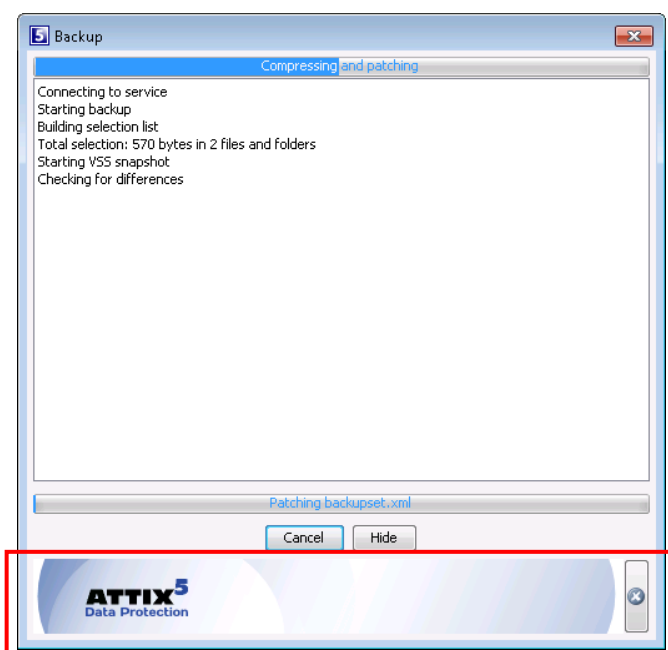 5 Backup
Compressing and patching
Connecting to service
Starting backup
Building selection list
Total selection: 570 bytes in 2 files and folders
Starting VSS snapshot
Checking for differences
Patching backupset.xml
Cancel Hide
ATTIX5
Data Protection